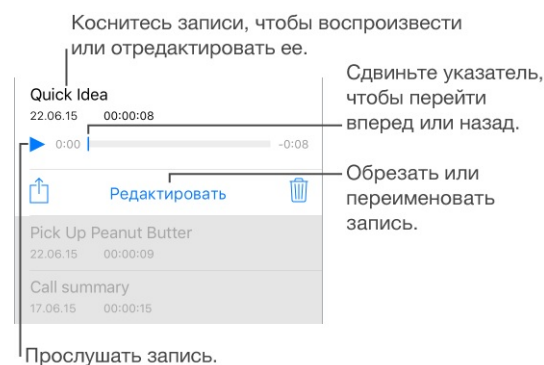 Коснитесь записи, чтобы воспроизвести
или отредактировать ее.
Quick Idea
22.06.15 00:00:08
0:00 -0:08
Сдвиньте указатель,
чтобы перейти
вперед или назад.
Редактировать
Обрезать или
переименовать
запись.
Pick Up Peanut Butter
22.06.15 00:00:09
Call summary
17.06.15 00:00:15
Прослушать запись.